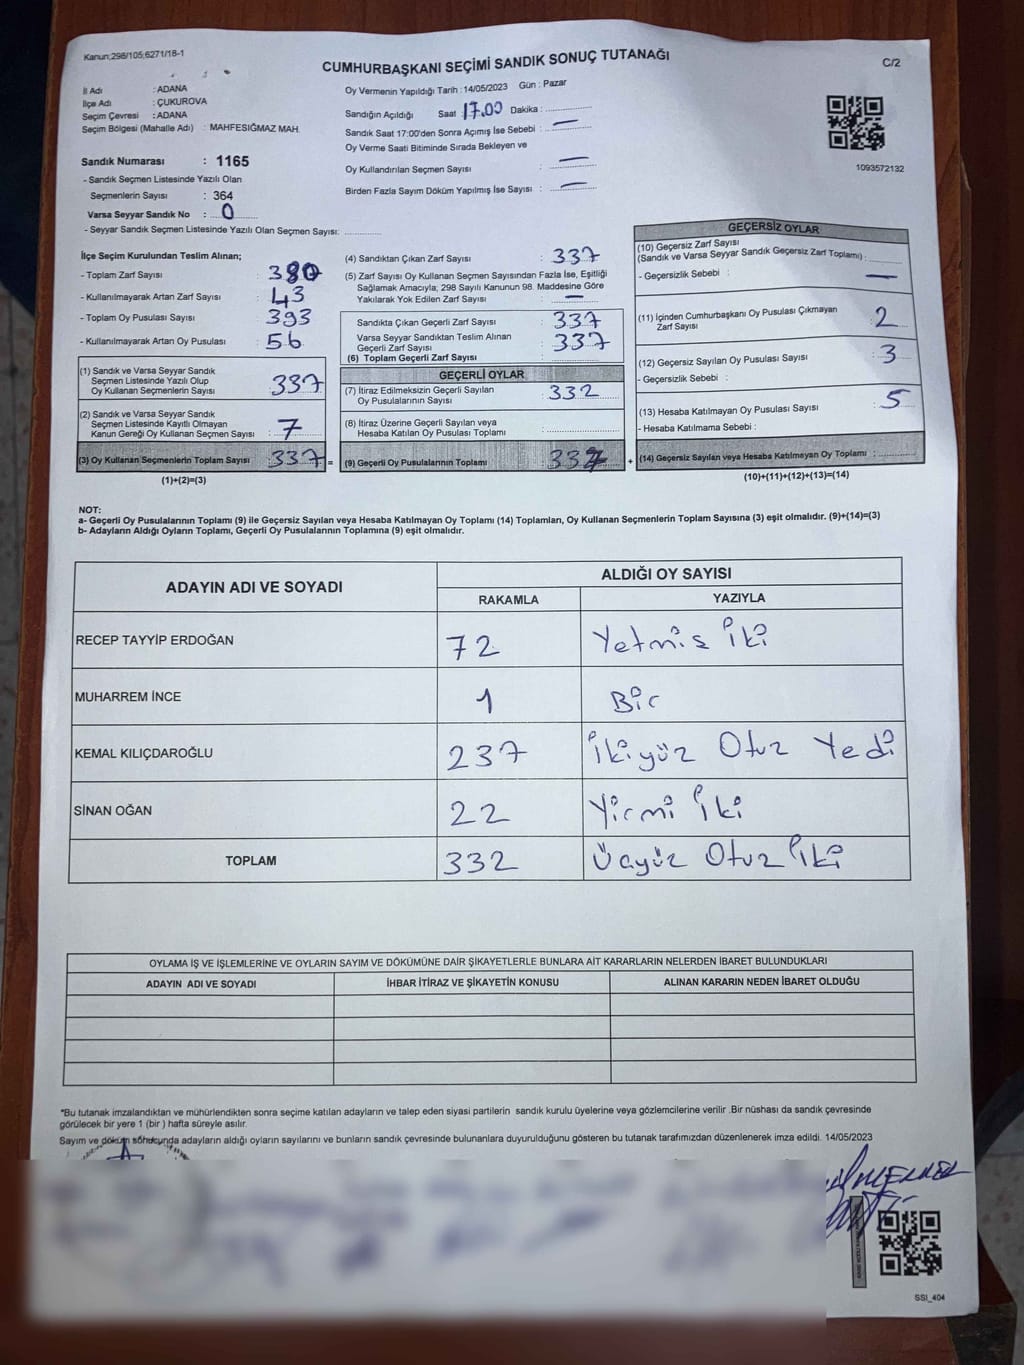 Kanun;298/105;6271/18-1
CUMHURBAŞKANI SEÇİMİ SANDIK SONUÇ TUTANAĞI
C/2
İl Adı : ADANA
İlçe Adı : ÇUKUROVA
Seçim Çevresi : ADANA
Seçim Bölgesi (Mahalle Adı) : MAHFESIĞMAZ MAH.
Oy Vermenin Yapıldığı Tarih : 14/05/2023 Gün : Pazar
Sandığın Açıldığı Saat 17.00 Dakika :
Sandık Saat 17:00'den Sonra Açımış İse Sebebi : —
Oy Verme Saati Bitiminde Sırada Bekleyen ve
Oy Kullandırılan Seçmen Sayısı : —
Birden Fazla Sayım Döküm Yapılmış İse Sayısı : —
1093572132
Sandık Numarası : 1165
- Sandık Seçmen Listesinde Yazılı Olan
Seçmenlerin Sayısı : 364
Varsa Seyyar Sandık No : 0
- Seyyar Sandık Seçmen Listesinde Yazılı Olan Seçmen Sayısı:
İlçe Seçim Kurulundan Teslim Alınan;
- Toplam Zarf Sayısı : 380
- Kullanılmayarak Artan Zarf Sayısı : 43
- Toplam Oy Pusulası Sayısı : 393
- Kullanılmayarak Artan Oy Pusulası : 56
(1) Sandık ve Varsa Seyyar Sandık
Seçmen Listesinde Yazılı Olup
Oy Kullanan Seçmenlerin Sayısı : 337
(2) Sandık ve Varsa Seyyar Sandık
Seçmen Listesinde Kayıtlı Olmayan
Kanun Gereği Oy Kullanan Seçmen Sayısı : 7
(3) Oy Kullanan Seçmenlerin Toplam Sayısı : 337 =
(1)+(2)=(3)
(4) Sandıktan Çıkan Zarf Sayısı : 337
(5) Zarf Sayısı Oy Kullanan Seçmen Sayısından Fazla İse, Eşitliği
Sağlamak Amacıyla; 298 Sayılı Kanunun 98. Maddesine Göre
Yakılarak Yok Edilen Zarf Sayısı : —
Sandıkta Çıkan Geçerli Zarf Sayısı : 337
Varsa Seyyar Sandıktan Teslim Alınan
Geçerli Zarf Sayısı : 337
(6) Toplam Geçerli Zarf Sayısı :
GEÇERLİ OYLAR
(7) İtiraz Edilmeksizin Geçerli Sayılan
Oy Pusulalarının Sayısı : 332
(8) İtiraz Üzerine Geçerli Sayılan veya
Hesaba Katılan Oy Pusulası Toplamı :
(9) Geçerli Oy Pusulalarının Toplamı : 332 +
GEÇERSİZ OYLAR
(10) Geçersiz Zarf Sayısı
(Sandık ve Varsa Seyyar Sandık Geçersiz Zarf Toplamı) :
- Geçersizlik Sebebi : —
(11) İçinden Cumhurbaşkanı Oy Pusulası Çıkmayan
Zarf Sayısı : 2
(12) Geçersiz Sayılan Oy Pusulası Sayısı : 3
- Geçersizlik Sebebi :
(13) Hesaba Katılmayan Oy Pusulası Sayısı : 5
- Hesaba Katılmama Sebebi :
(14) Geçersiz Sayılan veya Hesaba Katılmayan Oy Toplamı :
(10)+(11)+(12)+(13)=(14)
NOT:
a- Geçerli Oy Pusulalarının Toplamı (9) ile Geçersiz Sayılan veya Hesaba Katılmayan Oy Toplamı (14) Toplamları, Oy Kullanan Seçmenlerin Toplam Sayısına (3) eşit olmalıdır. (9)+(14)=(3)
b- Adayların Aldığı Oyların Toplamı, Geçerli Oy Pusulalarının Toplamına (9) eşit olmalıdır.
ADAYIN ADI VE SOYADI
ALDIĞI OY SAYISI
RAKAMLA YAZIYLA
RECEP TAYYİP ERDOĞAN 72 Yetmiş İki
MUHARREM İNCE 1 Bir
KEMAL KILIÇDAROĞLU 237 İkiyüz Otuz Yedi
SİNAN OĞAN 22 Yirmi İki
TOPLAM 332 Üçyüz Otuz İki
OYLAMA İŞ VE İŞLEMLERİNE VE OYLARIN SAYIM VE DÖKÜMÜNE DAİR ŞİKAYETLERLE BUNLARA AİT KARARLARIN NELERDEN İBARET BULUNDUKLARI
ADAYIN ADI VE SOYADI İHBAR İTİRAZ VE ŞİKAYETİN KONUSU ALINAN KARARIN NEDEN İBARET OLDUĞU
*Bu tutanak imzalandıktan ve mühürlendikten sonra seçime katılan adayların ve talep eden siyasi partilerin sandık kurulu üyelerine veya gözlemcilerine verilir .Bir nüshası da sandık çevresinde
görülecek bir yere 1 (bir ) hafta süreyle asılır.
Sayım ve döküm sonucunda adayların aldığı oyların sayılarını ve bunların sandık çevresinde bulunanlara duyurulduğunu gösteren bu tutanak tarafımızdan düzenlenerek imza edildi. 14/05/2023
SSI_404